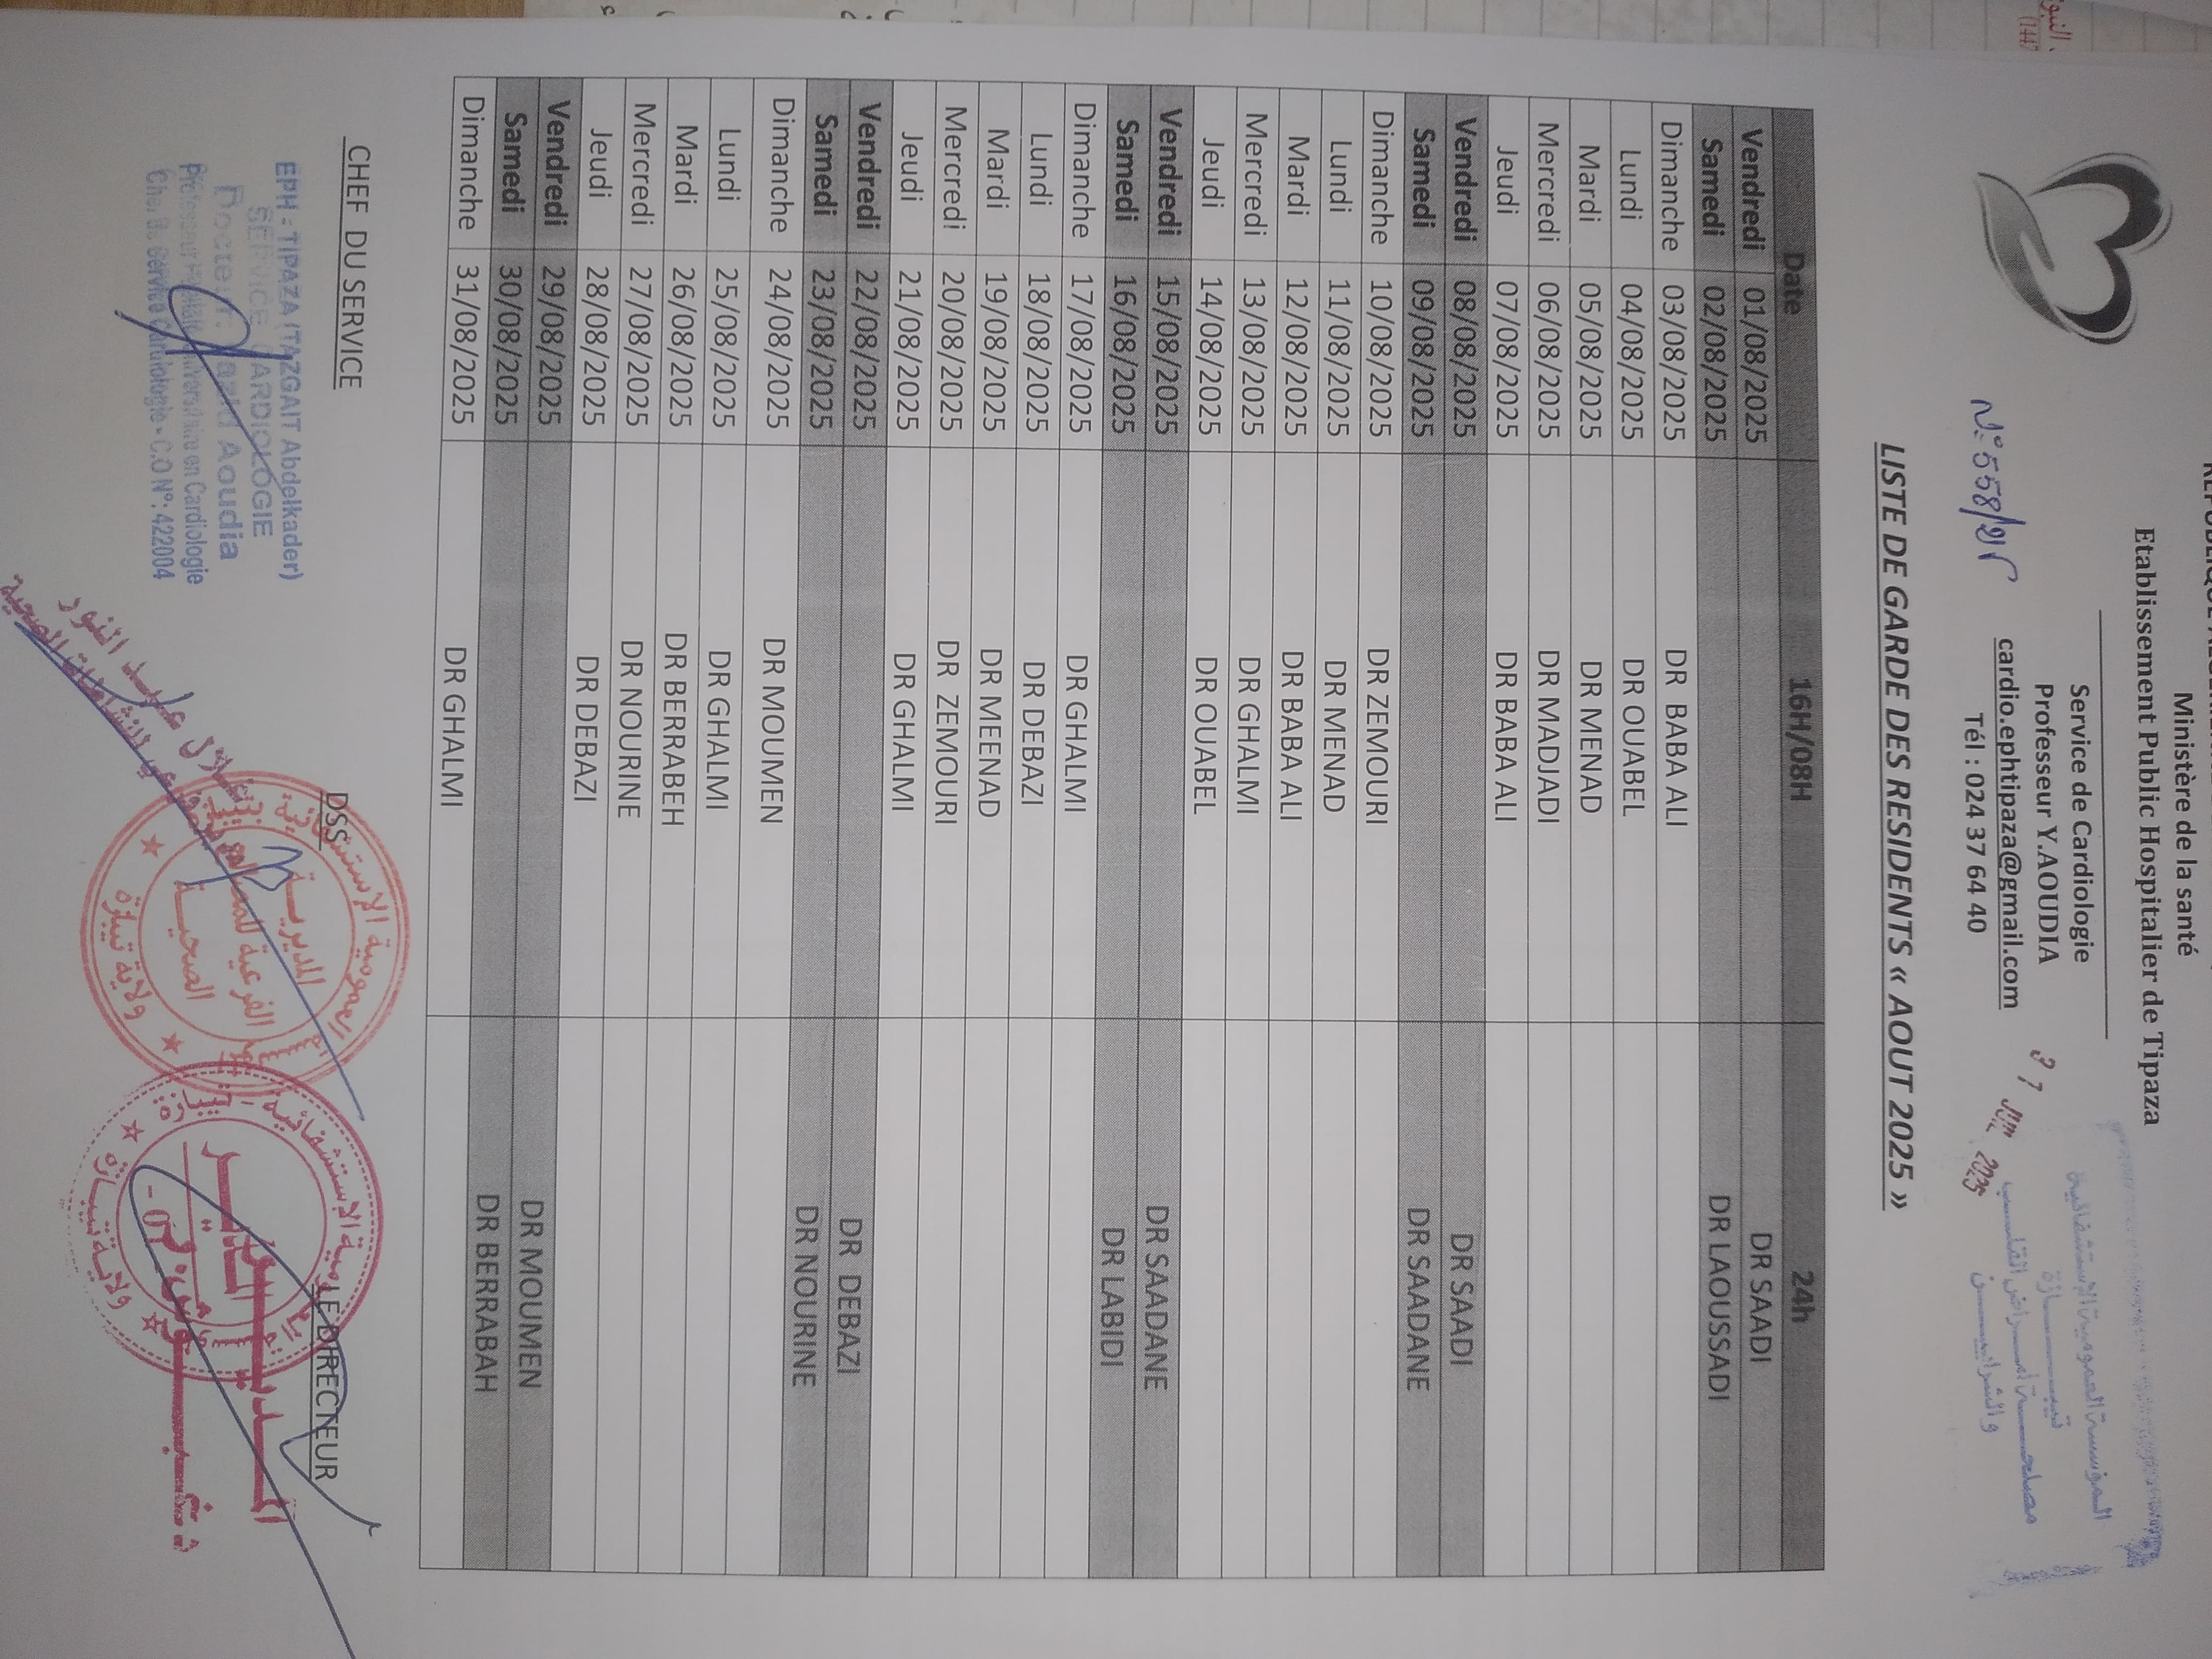 Ministère de la santé
Etablissement Public Hospitalier de Tipaza
Service de Cardiologie
Professeur Y.AOUDIA
cardio.ephtipaza@gmail.com
Tél : 024 37 64 40
N: 558/25
31 JUIL 2025
المؤسسة العمومية الإستشفائية
تيبازة
مصلحة أمراض القلب
والشرايين
LISTE DE GARDE DES RESIDENTS « AOUT 2025 »
Date 16H/08H 24h
Vendredi 01/08/2025 DR SAADI
Samedi 02/08/2025 DR LAOUSSADI
Dimanche 03/08/2025 DR BABA ALI
Lundi 04/08/2025 DR OUABEL
Mardi 05/08/2025 DR MENAD
Mercredi 06/08/2025 DR MADJADI
Jeudi 07/08/2025 DR BABA ALI
Vendredi 08/08/2025 DR SAADI
Samedi 09/08/2025 DR SAADANE
Dimanche 10/08/2025 DR ZEMOURI
Lundi 11/08/2025 DR MENAD
Mardi 12/08/2025 DR BABA ALI
Mercredi 13/08/2025 DR GHALMI
Jeudi 14/08/2025 DR OUABEL
Vendredi 15/08/2025 DR SAADANE
Samedi 16/08/2025 DR LABIDI
Dimanche 17/08/2025 DR GHALMI
Lundi 18/08/2025 DR DEBAZI
Mardi 19/08/2025 DR MEENAD
Mercredi 20/08/2025 DR ZEMOURI
Jeudi 21/08/2025 DR GHALMI
Vendredi 22/08/2025 DR DEBAZI
Samedi 23/08/2025 DR NOURINE
Dimanche 24/08/2025 DR MOUMEN
Lundi 25/08/2025 DR GHALMI
Mardi 26/08/2025 DR BERRABEH
Mercredi 27/08/2025 DR NOURINE
Jeudi 28/08/2025 DR DEBAZI
Vendredi 29/08/2025 DR MOUMEN
Samedi 30/08/2025 DR BERRABAH
Dimanche 31/08/2025 DR GHALMI
CHEF DU SERVICE
DSS
LE DIRECTEUR
EPH - TIPAZA (TAZGAIT Abdelkader)
SERVICE CARDIOLOGIE
Docteur: Yazid Aoudia
Professeur Hospitalo Universitaire en Cardiologie
Chef de Service Cardiologie - C.O N°: 422004
المديرية
الفرعية للمصالح
الصحية
ولاية تيبازة
المدير
المدير
- 01
ولاية تيبازة